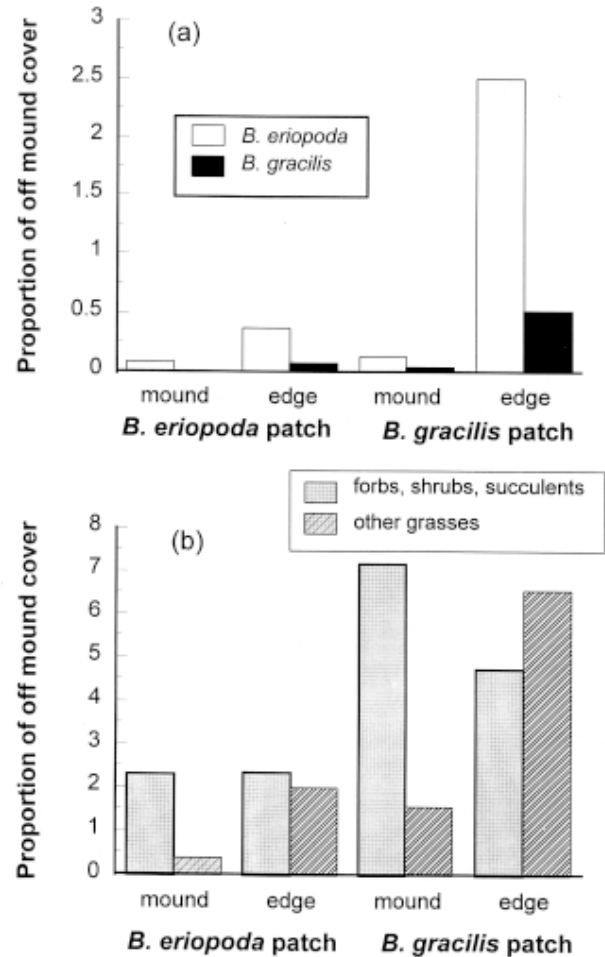 Proportion of off mound cover
(a)
3
2.5
2
1.5
1
0.5
0
B. eriopoda
B. gracilis
mound edge mound edge
B. eriopoda patch B. gracilis patch
Proportion of off mound cover
forbs, shrubs, succulents
other grasses
(b)
8
7
6
5
4
3
2
1
0
mound edge mound edge
B. eriopoda patch B. gracilis patch